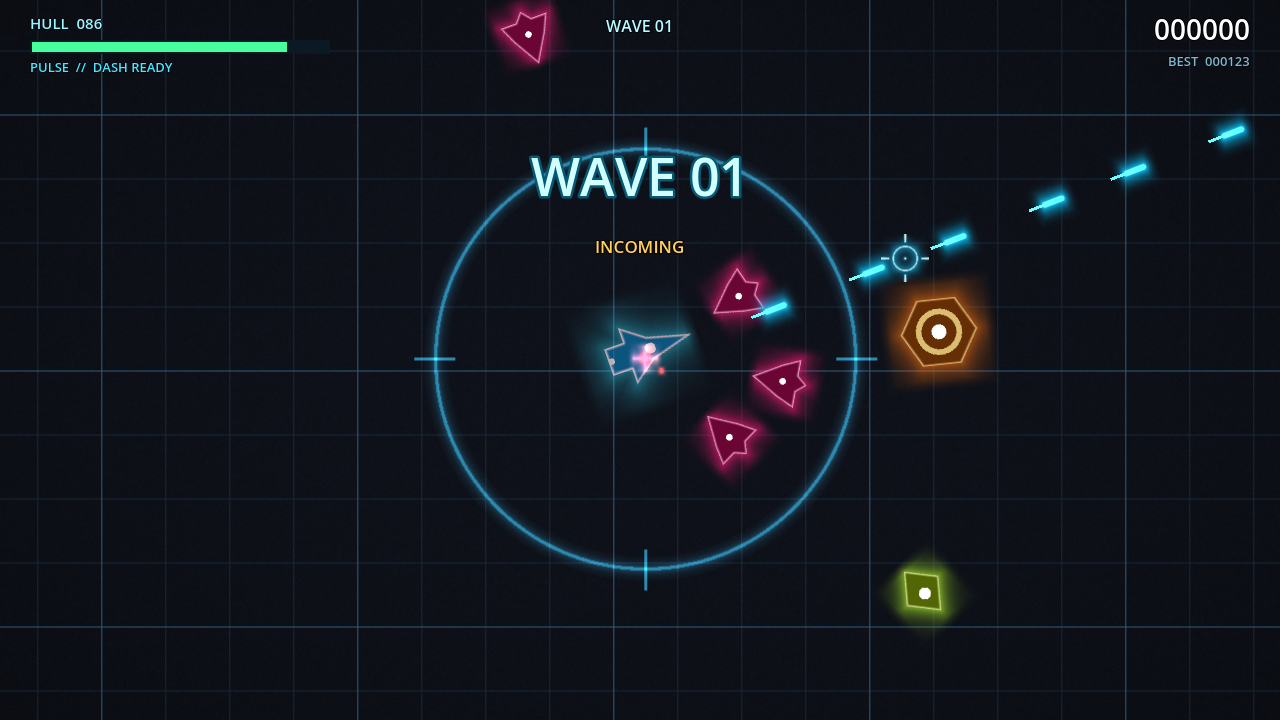 HULL 086
WAVE 01
000000
PULSE // DASH READY
BEST 000123
WAVE 01
INCOMING